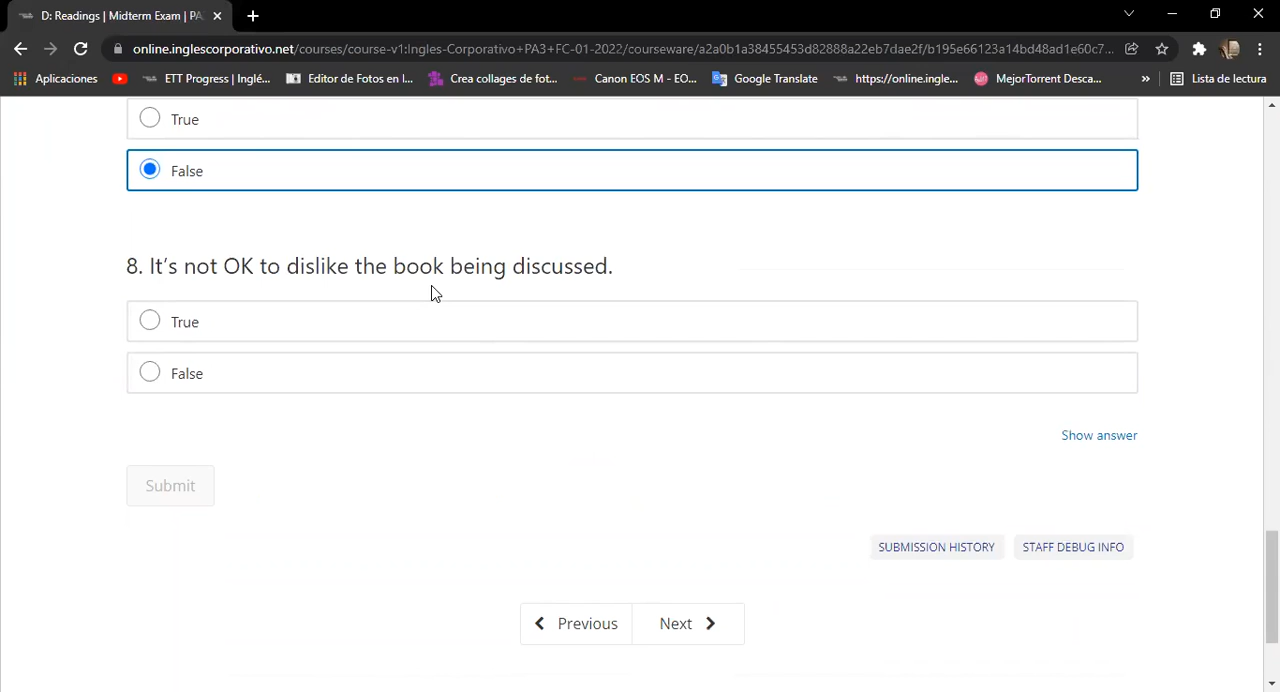 D: Readings | Midterm Exam | PA
online.inglescorporativo.net/courses/course-v1:Ingles-Corporativo+PA3+FC-01-2022/courseware/a2a0b1a38455453d82888a22eb7dae2f/b195e66123a14bd48ad1e60c7...
Aplicaciones ETT Progress | Inglé... Editor de Fotos en l... Crea collages de fot... Canon EOS M - EO... Google Translate https://online.ingle... MejorTorrent Desca... » Lista de lectura
True
False
8. It's not OK to dislike the book being discussed.
True
False
Show answer
Submit
SUBMISSION HISTORY STAFF DEBUG INFO
Previous Next